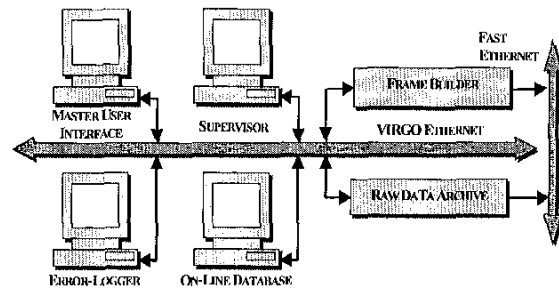 FAST
ETHERNET
FRAME BUILDER
MASTER USER
INTERFACE
SUPERVISOR
VIRGO ETHERNET
RAW DATA ARCHIVE
ERROR-LOGGER
ON-LINE DATABASE